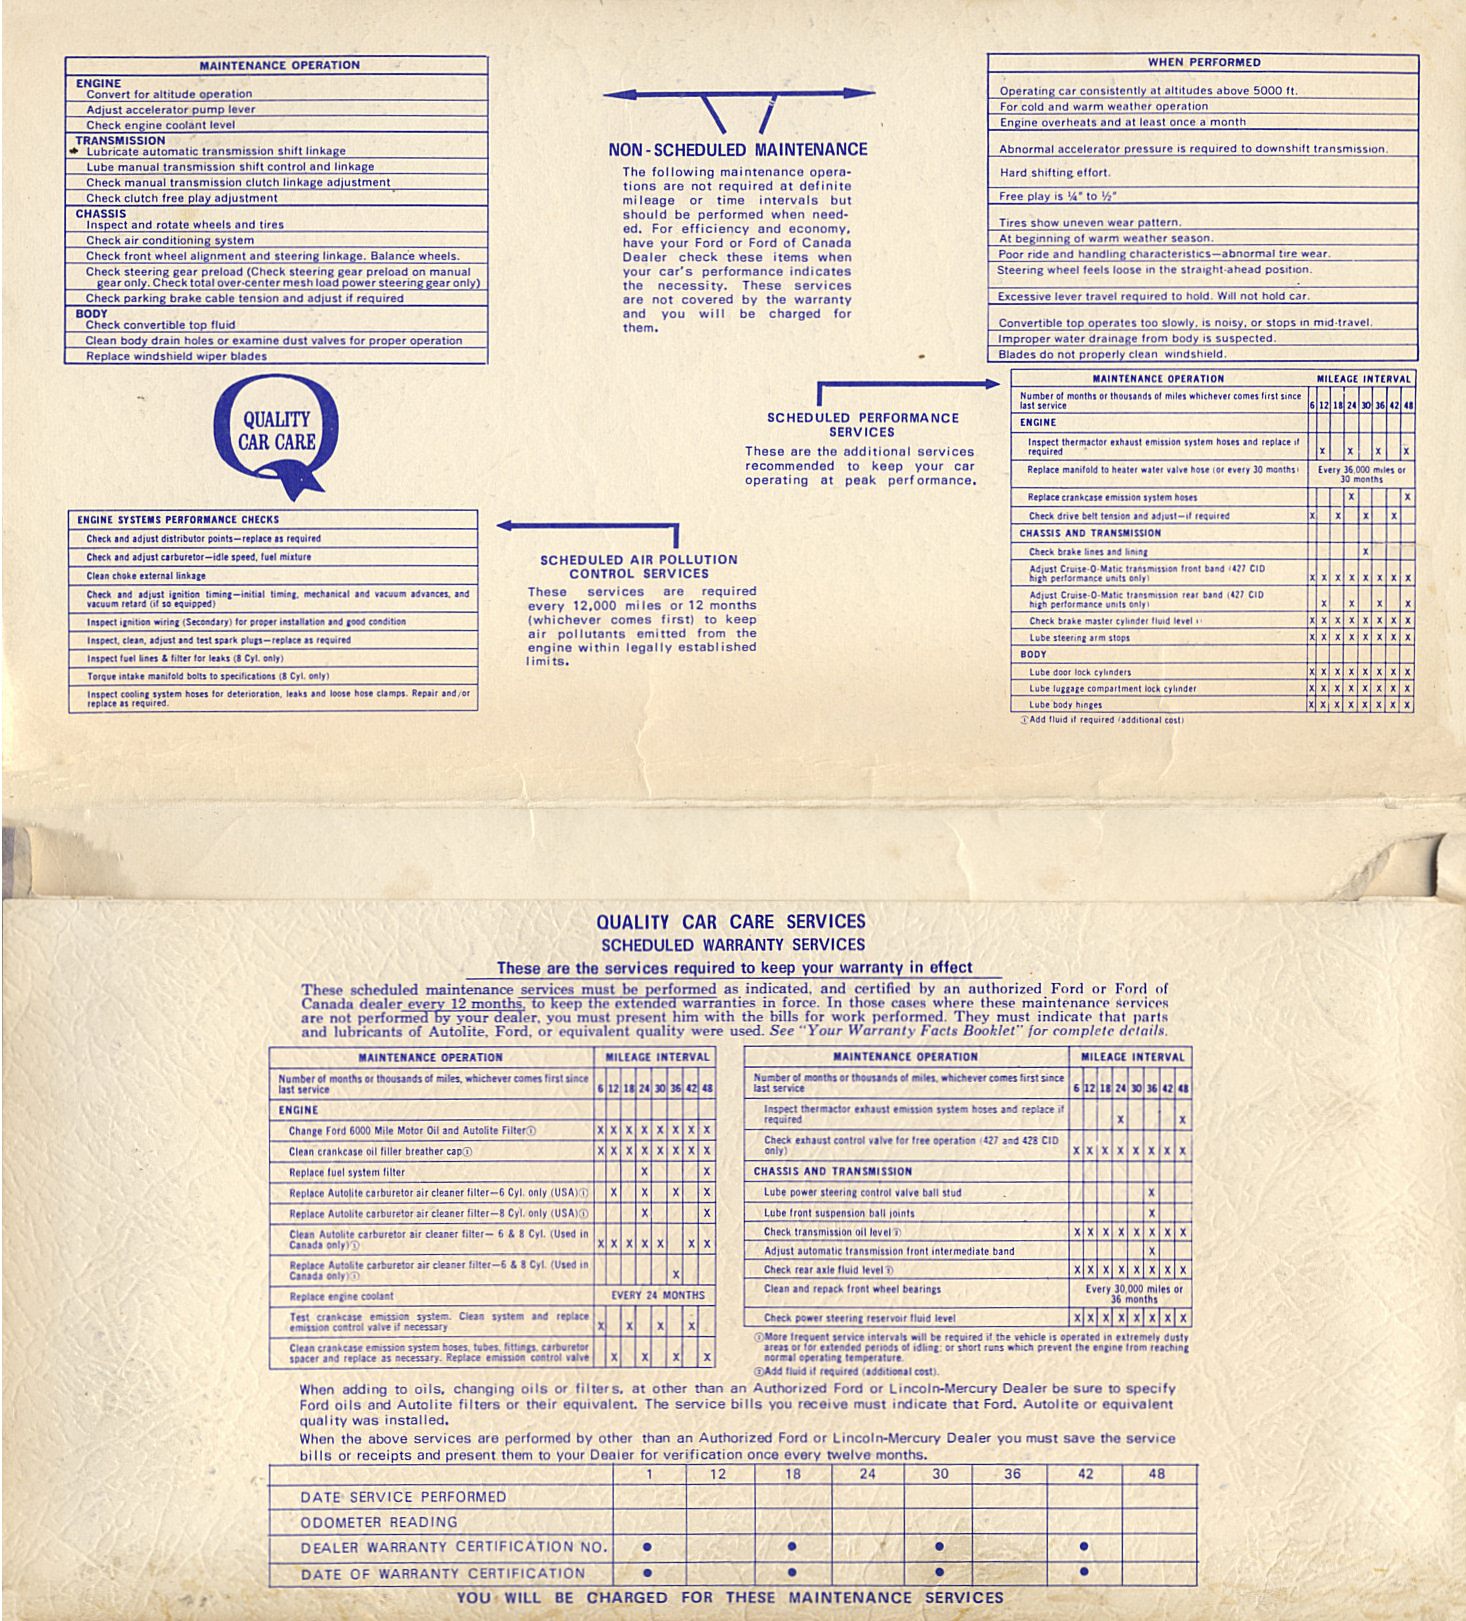 MAINTENANCE OPERATION
ENGINE
Convert for altitude operation
Adjust accelerator pump lever
Check engine coolant level
TRANSMISSION
Lubricate automatic transmission shift linkage
Lube manual transmission shift control and linkage
Check manual transmission clutch linkage adjustment
Check clutch free play adjustment
CHASSIS
Inspect and rotate wheels and tires
Check air conditioning system
Check front wheel alignment and steering linkage. Balance wheels.
Check steering gear preload (Check steering gear preload on manual
gear only. Check total over-center mesh load power steering gear only)
Check parking brake cable tension and adjust if required
BODY
Check convertible top fluid
Clean body drain holes or examine dust valves for proper operation
Replace windshield wiper blades
NON-SCHEDULED MAINTENANCE
The following maintenance opera-
tions are not required at definite
mileage or time intervals but
should be performed when need-
ed. For efficiency and economy,
have your Ford or Ford of Canada
Dealer check these items when
your car's performance indicates
the necessity. These services
are not covered by the warranty
and you will be charged for
them.
WHEN PERFORMED
Operating car consistently at altitudes above 5000 ft.
For cold and warm weather operation
Engine overheats and at least once a month
Abnormal accelerator pressure is required to downshift transmission.
Hard shifting effort.
Free play is ¼" to ½"
Tires show uneven wear pattern.
At beginning of warm weather season.
Poor ride and handling characteristics—abnormal tire wear.
Steering wheel feels loose in the straight-ahead position.
Excessive lever travel required to hold. Will not hold car.
Convertible top operates too slowly, is noisy, or stops in mid-travel.
Improper water drainage from body is suspected.
Blades do not properly clean windshield.
QUALITY
CAR CARE
SCHEDULED PERFORMANCE
SERVICES
These are the additional services
recommended to keep your car
operating at peak performance.
MAINTENANCE OPERATION MILEAGE INTERVAL
Number of months or thousands of miles whichever comes first since
last service 6 12 18 24 30 36 42 48
ENGINE
Inspect thermactor exhaust emission system hoses and replace if
required X X X X
Replace manifold to heater water valve hose (or every 30 months) Every 36,000 miles or
30 months
Replace crankcase emission system hoses X X
Check drive belt tension and adjust—if required X X X X
CHASSIS AND TRANSMISSION
Check brake lines and lining X
Adjust Cruise-O-Matic transmission front band (427 CID
high performance units only) X X X X X X X X
Adjust Cruise-O-Matic transmission rear band (427 CID
high performance units only) X X X X
Check brake master cylinder fluid level ① X X X X X X X X
Lube steering arm stops X X X X X X X X
BODY
Lube door lock cylinders X X X X X X X X
Lube luggage compartment lock cylinder X X X X X X X X
Lube body hinges X X X X X X X X
①Add fluid if required (additional cost)
ENGINE SYSTEMS PERFORMANCE CHECKS
Check and adjust distributor points—replace as required
Check and adjust carburetor—idle speed, fuel mixture
Clean choke external linkage
Check and adjust ignition timing—initial timing, mechanical and vacuum advances, and
vacuum retard (if so equipped)
Inspect ignition wiring (Secondary) for proper installation and good condition
Inspect, clean, adjust and test spark plugs—replace as required
Inspect fuel lines & filter for leaks (8 Cyl. only)
Torque intake manifold bolts to specifications (8 Cyl. only)
Inspect cooling system hoses for deterioration, leaks and loose hose clamps. Repair and/or
replace as required.
SCHEDULED AIR POLLUTION
CONTROL SERVICES
These services are required
every 12,000 miles or 12 months
(whichever comes first) to keep
air pollutants emitted from the
engine within legally established
limits.
QUALITY CAR CARE SERVICES
SCHEDULED WARRANTY SERVICES
These are the services required to keep your warranty in effect
These scheduled maintenance services must be performed as indicated, and certified by an authorized Ford or Ford of
Canada dealer every 12 months, to keep the extended warranties in force. In those cases where these maintenance services
are not performed by your dealer, you must present him with the bills for work performed. They must indicate that parts
and lubricants of Autolite, Ford, or equivalent quality were used. See "Your Warranty Facts Booklet" for complete details.
MAINTENANCE OPERATION MILEAGE INTERVAL
Number of months or thousands of miles, whichever comes first since
last service 6 12 18 24 30 36 42 48
ENGINE
Change Ford 6000 Mile Motor Oil and Autolite Filter① X X X X X X X X
Clean crankcase oil filler breather cap① X X X X X X X X
Replace fuel system filter X X
Replace Autolite carburetor air cleaner filter—6 Cyl. only (USA)① X X X X
Replace Autolite carburetor air cleaner filter—8 Cyl. only (USA)① X X
Clean Autolite carburetor air cleaner filter— 6 & 8 Cyl. (Used in
Canada only)① X X X X X X X
Replace Autolite carburetor air cleaner filter—6 & 8 Cyl. (Used in
Canada only)① X
Replace engine coolant EVERY 24 MONTHS
Test crankcase emission system. Clean system and replace
emission control valve if necessary X X X X
Clean crankcase emission system hoses, tubes, fittings, carburetor
spacer and replace as necessary. Replace emission control valve X X X X
MAINTENANCE OPERATION MILEAGE INTERVAL
Number of months or thousands of miles, whichever comes first since
last service 6 12 18 24 30 36 42 48
Inspect thermactor exhaust emission system hoses and replace if
required X X
Check exhaust control valve for free operation (427 and 428 CID
only) X X X X X X X X
CHASSIS AND TRANSMISSION
Lube power steering control valve ball stud X
Lube front suspension ball joints X
Check transmission oil level② X X X X X X X X
Adjust automatic transmission front intermediate band X
Check rear axle fluid level② X X X X X X X X
Clean and repack front wheel bearings Every 30,000 miles or
36 months
Check power steering reservoir fluid level X X X X X X X X
①More frequent service intervals will be required if the vehicle is operated in extremely dusty
areas or for extended periods of idling; or short runs which prevent the engine from reaching
normal operating temperature.
②Add fluid if required (additional cost).
When adding to oils, changing oils or filters, at other than an Authorized Ford or Lincoln-Mercury Dealer be sure to specify
Ford oils and Autolite filters or their equivalent. The service bills you receive must indicate that Ford, Autolite or equivalent
quality was installed.
When the above services are performed by other than an Authorized Ford or Lincoln-Mercury Dealer you must save the service
bills or receipts and present them to your Dealer for verification once every twelve months.
1 12 18 24 30 36 42 48
DATE SERVICE PERFORMED
ODOMETER READING
DEALER WARRANTY CERTIFICATION NO. ● ● ● ●
DATE OF WARRANTY CERTIFICATION ● ● ● ●
YOU WILL BE CHARGED FOR THESE MAINTENANCE SERVICES